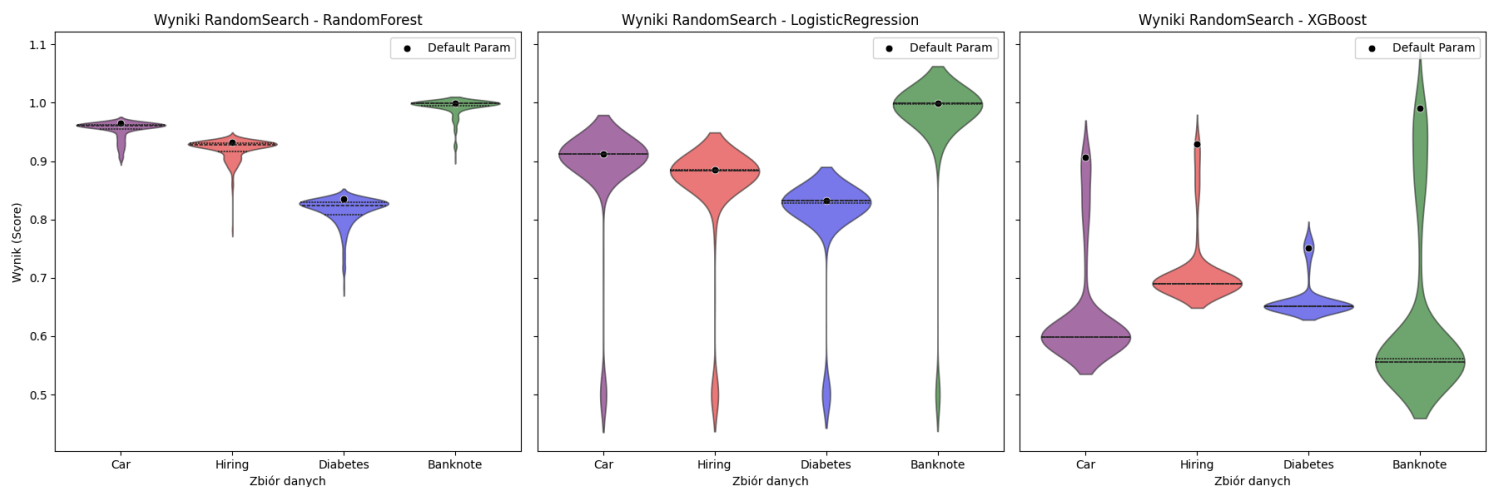 Wyniki RandomSearch - RandomForest
Wyniki RandomSearch - LogisticRegression
Wyniki RandomSearch - XGBoost
Default Param
Default Param
Default Param
1.1
1.0
0.9
0.8
0.7
0.6
0.5
Wynik (Score)
Car Hiring Diabetes Banknote
Car Hiring Diabetes Banknote
Car Hiring Diabetes Banknote
Zbiór danych
Zbiór danych
Zbiór danych